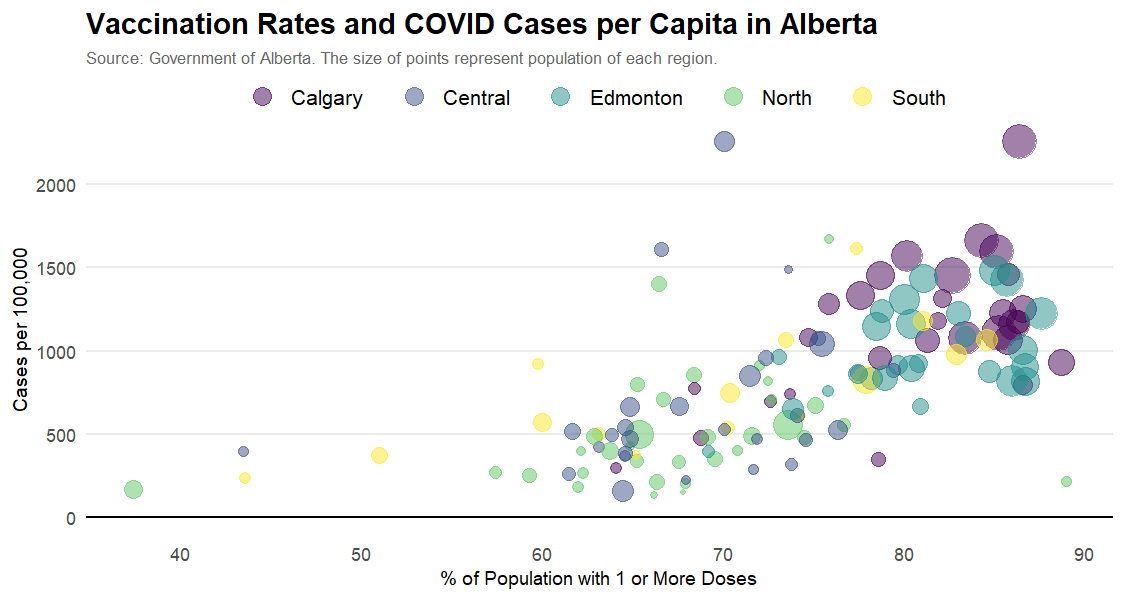 Vaccination Rates and COVID Cases per Capita in Alberta
Source: Government of Alberta. The size of points represent population of each region.
Calgary Central Edmonton North South
Cases per 100,000
2000
1500
1000
500
0
40 50 60 70 80 90
% of Population with 1 or More Doses